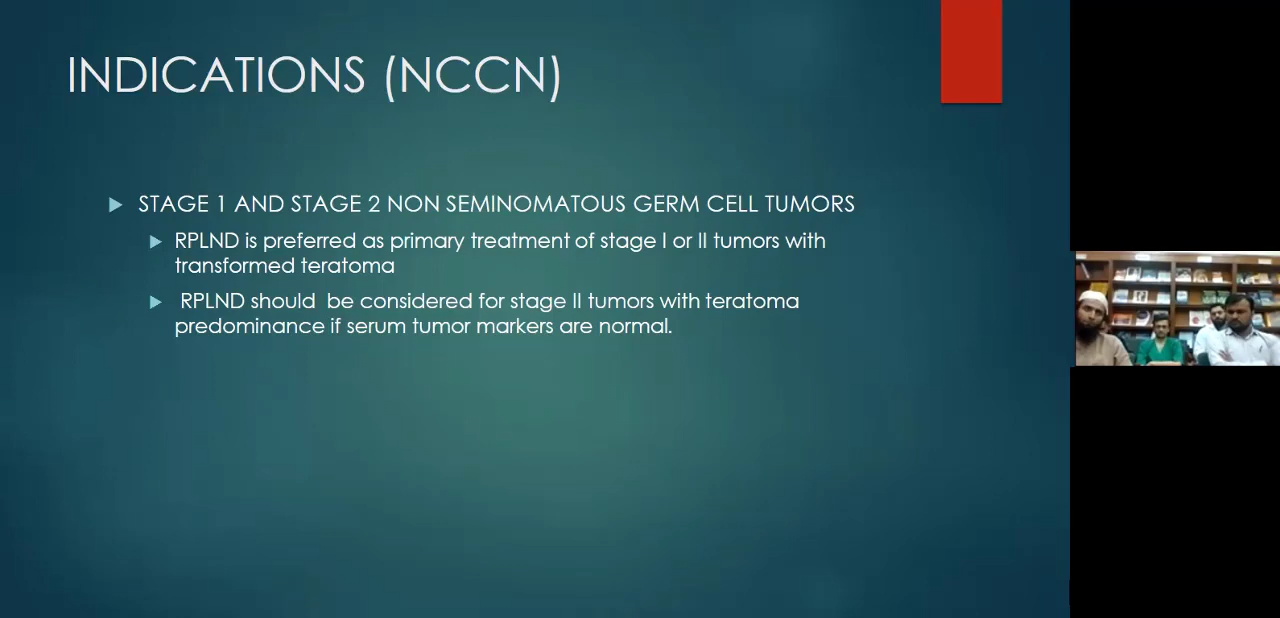 INDICATIONS (NCCN)
STAGE 1 AND STAGE 2 NON SEMINOMATOUS GERM CELL TUMORS
RPLND is preferred as primary treatment of stage I or II tumors with
transformed teratoma
RPLND should be considered for stage II tumors with teratoma
predominance if serum tumor markers are normal.